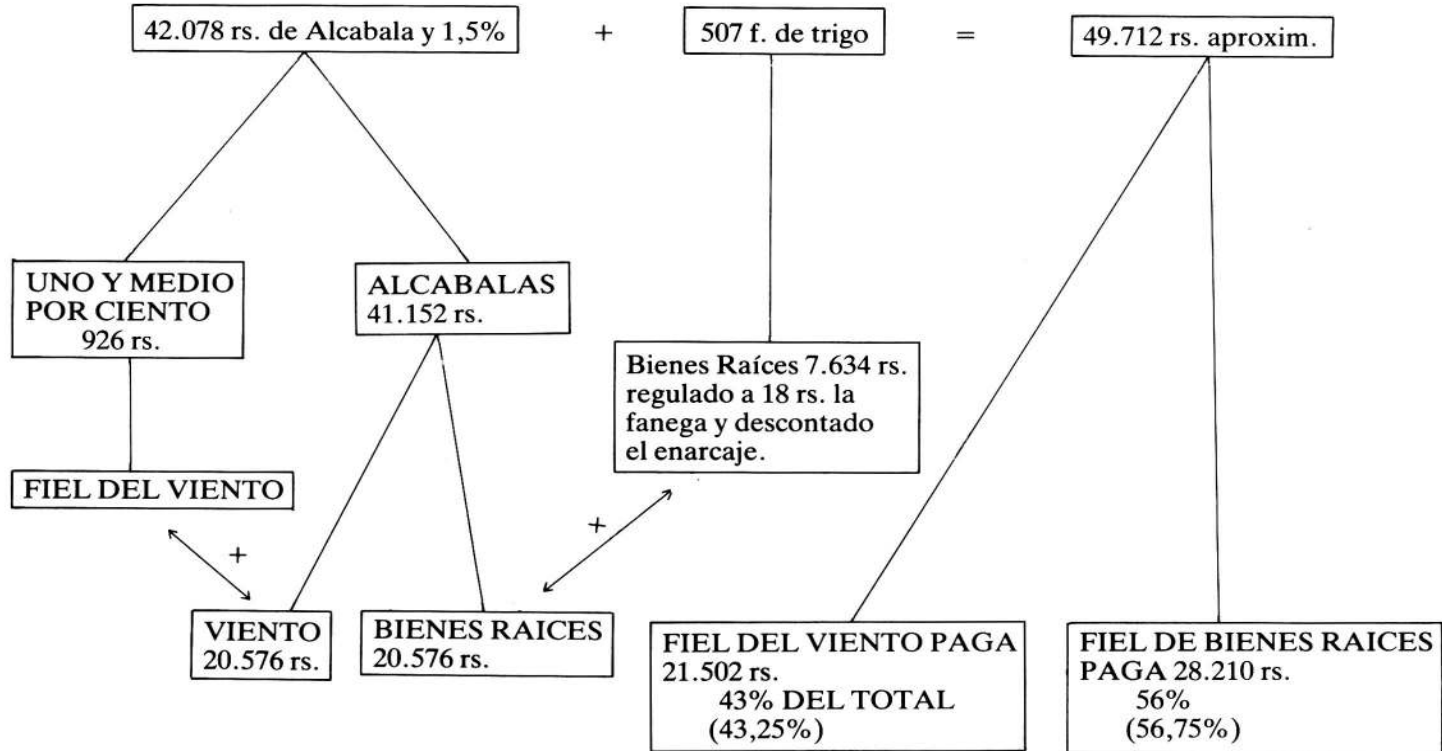 42.078 rs. de Alcabala y 1,5% + 507 f. de trigo = 49.712 rs. aproxim.
UNO Y MEDIO
POR CIENTO
926 rs.
ALCABALAS
41.152 rs.
Bienes Raíces 7.634 rs.
regulado a 18 rs. la
fanega y descontado
el enarcaje.
FIEL DEL VIENTO
+
+
VIENTO
20.576 rs.
BIENES RAICES
20.576 rs.
FIEL DEL VIENTO PAGA
21.502 rs.
43% DEL TOTAL
(43,25%)
FIEL DE BIENES RAICES
PAGA 28.210 rs.
56%
(56,75%)